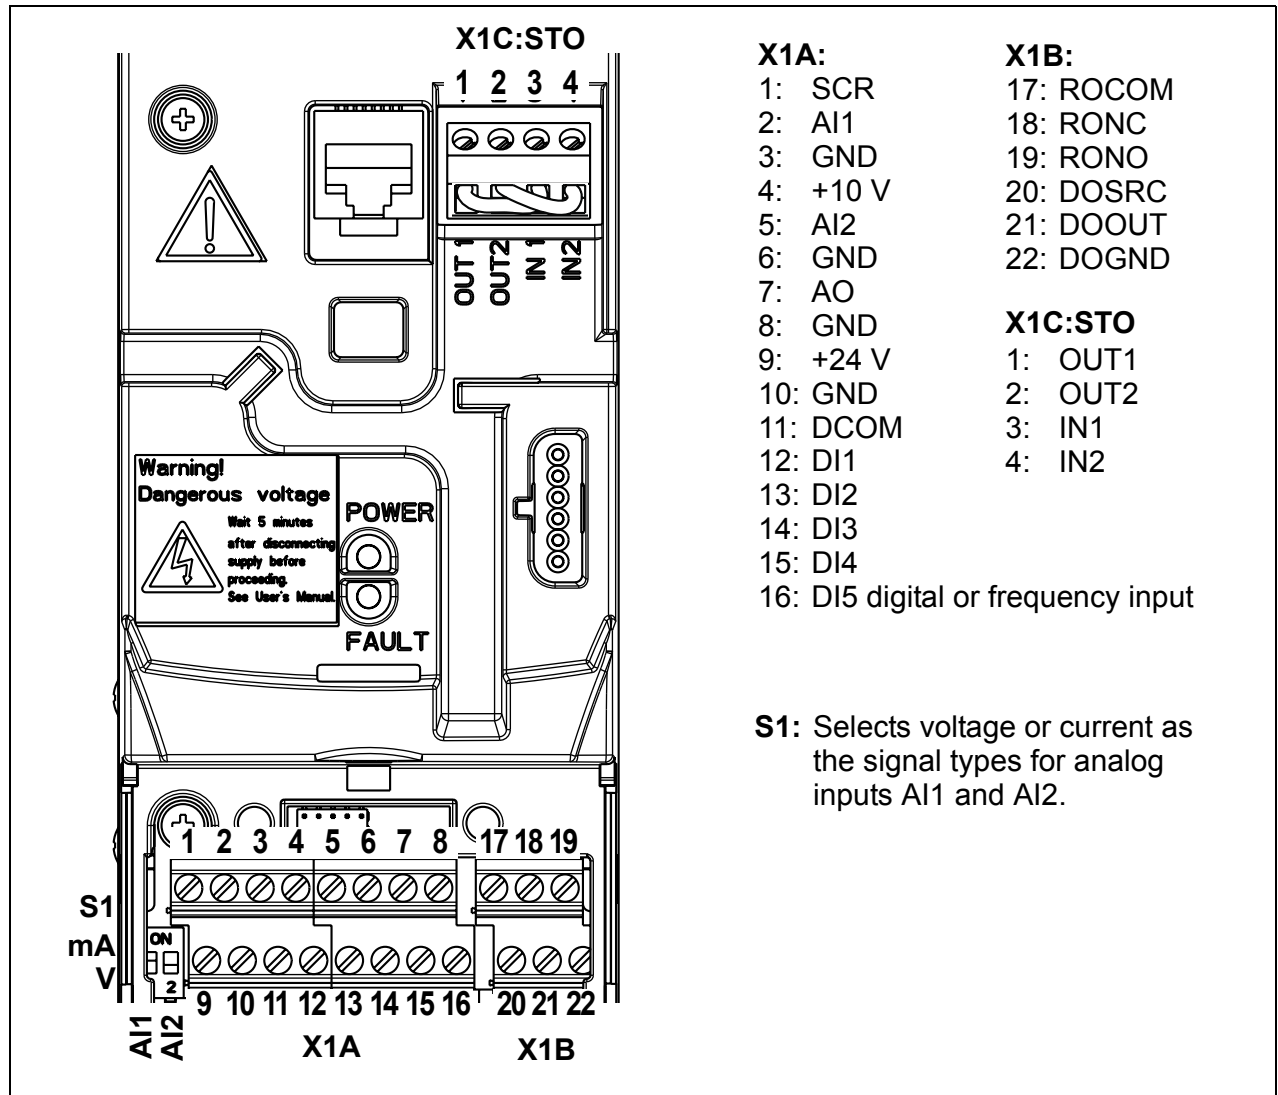 X1C:STO
1 2 3 4
OUT 1
OUT2
IN 1
IN2
Warning!
Dangerous voltage
Wait 5 minutes
after disconnecting
supply before
proceeding.
See User's Manual.
POWER
FAULT
1 2 3 4 5 6 7 8 17 18 19
S1
mA
V
ON
2
9 10 11 12 13 14 15 16 20 21 22
AI1
AI2
X1A
X1B
X1A:
1: SCR
2: AI1
3: GND
4: +10 V
5: AI2
6: GND
7: AO
8: GND
9: +24 V
10: GND
11: DCOM
12: DI1
13: DI2
14: DI3
15: DI4
16: DI5 digital or frequency input
X1B:
17: ROCOM
18: RONC
19: RONO
20: DOSRC
21: DOOUT
22: DOGND
X1C:STO
1: OUT1
2: OUT2
3: IN1
4: IN2
S1: Selects voltage or current as
the signal types for analog
inputs AI1 and AI2.